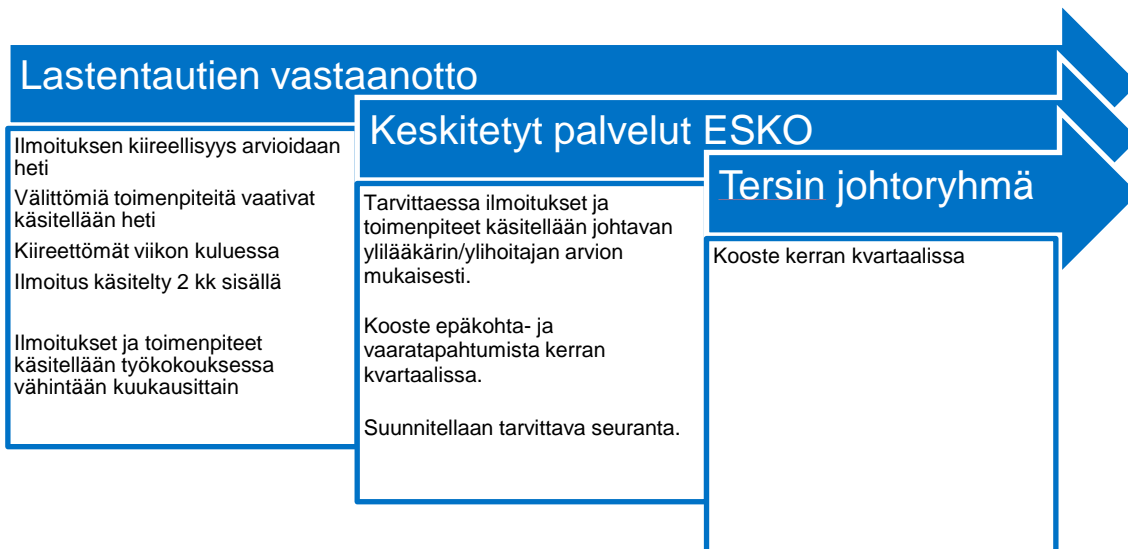 Lastentautien vastaanotto
Ilmoituksen kiireellisyys arvioidaan
heti
Välittömiä toimenpiteitä vaativat
käsitellään heti
Kiireettömät viikon kuluessa
Ilmoitus käsitelty 2 kk sisällä
Ilmoitukset ja toimenpiteet
käsitellään työkokouksessa
vähintään kuukausittain
Keskitetyt palvelut ESKO
Tarvittaessa ilmoitukset ja
toimenpiteet käsitellään johtavan
ylilääkärin/ylihoitajan arvion
mukaisesti.
Kooste epäkohta- ja
vaaratapahtumista kerran
kvartaalissa.
Suunnitellaan tarvittava seuranta.
Tersin johtoryhmä
Kooste kerran kvartaalissa